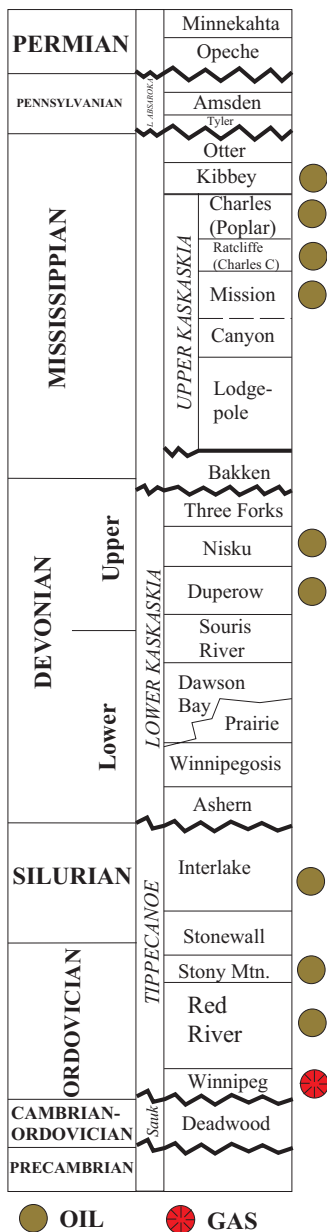 PERMIAN
Minnekahta
Opeche
PENNSYLVANIAN
L. ABSAROKA
Amsden
Tyler
MISSISSIPPIAN
Otter
Kibbey
UPPER KASKASKIA
Charles
(Poplar)
Ratcliffe
(Charles C)
Mission
Canyon
Lodge-
pole
Bakken
DEVONIAN
Upper
Lower
LOWER KASKASKIA
Three Forks
Nisku
Duperow
Souris
River
Dawson
Bay
Prairie
Winnipegosis
Ashern
SILURIAN
TIPPECANOE
Interlake
Stonewall
ORDOVICIAN
Stony Mtn.
Red
River
Winnipeg
CAMBRIAN-
ORDOVICIAN
Sauk
Deadwood
PRECAMBRIAN
OIL
GAS